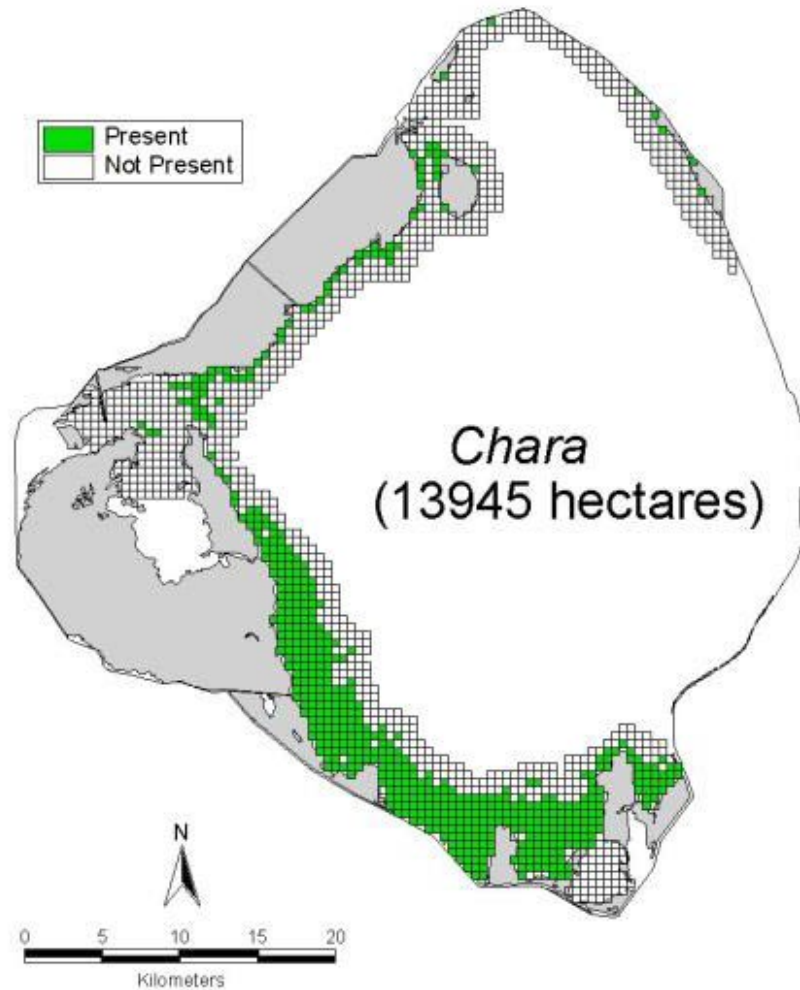 Present
Not Present
Chara
(13945 hectares)
N
0 5 10 15 20
Kilometers